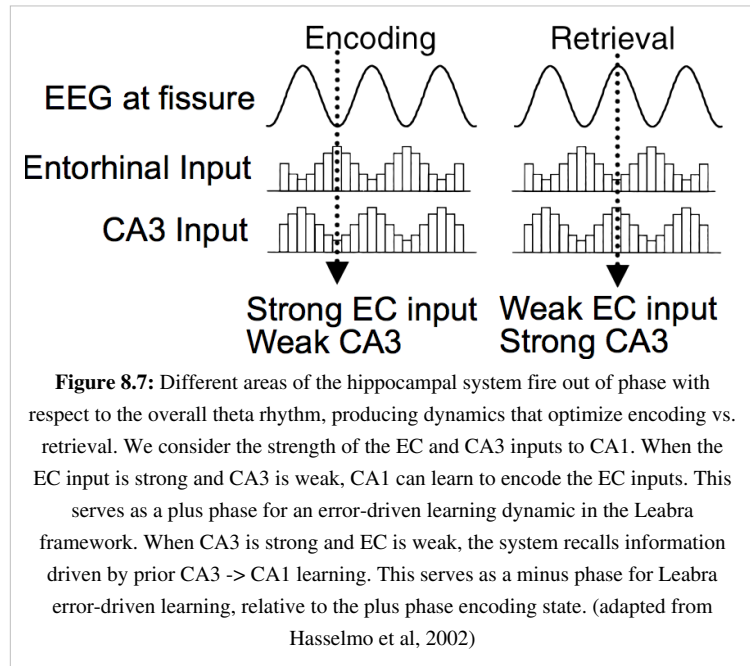 Encoding Retrieval
EEG at fissure
Entorhinal Input
CA3 Input
Strong EC input Weak EC input
Weak CA3 Strong CA3
Figure 8.7: Different areas of the hippocampal system fire out of phase with
respect to the overall theta rhythm, producing dynamics that optimize encoding vs.
retrieval. We consider the strength of the EC and CA3 inputs to CA1. When the
EC input is strong and CA3 is weak, CA1 can learn to encode the EC inputs. This
serves as a plus phase for an error-driven learning dynamic in the Leabra
framework. When CA3 is strong and EC is weak, the system recalls information
driven by prior CA3 -> CA1 learning. This serves as a minus phase for Leabra
error-driven learning, relative to the plus phase encoding state. (adapted from
Hasselmo et al, 2002)